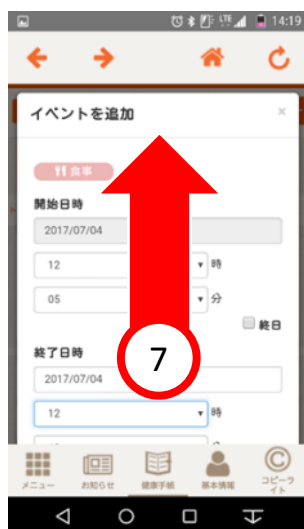 LTE 14:19
イベントを追加 ×
食事
開始日時
2017/07/04
12 時
05 分
終日
終了日時
7
2017/07/04
12 時
メニュー お知らせ 健康手帳 基本情報 コピーライト